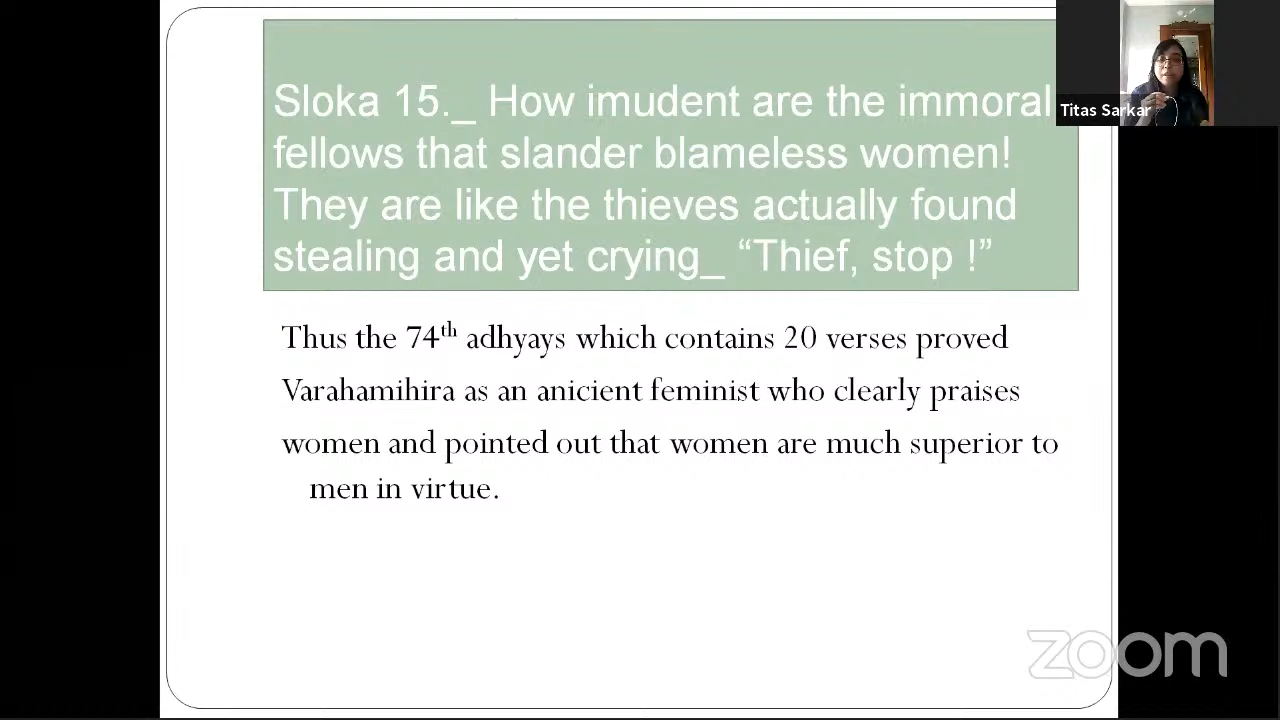 Sloka 15._ How imudent are the immoral
fellows that slander blameless women!
They are like the thieves actually found
stealing and yet crying_ “Thief, stop !”
Titas Sarkar
Thus the 74th adhyays which contains 20 verses proved
Varahamihira as an anicient feminist who clearly praises
women and pointed out that women are much superior to
men in virtue.
zoom